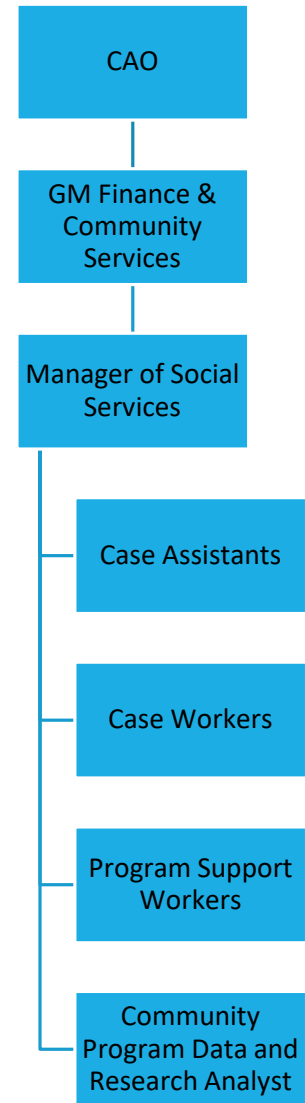 CAO
GM Finance &
Community
Services
Manager of Social
Services
Case Assistants
Case Workers
Program Support
Workers
Community
Program Data and
Research Analyst